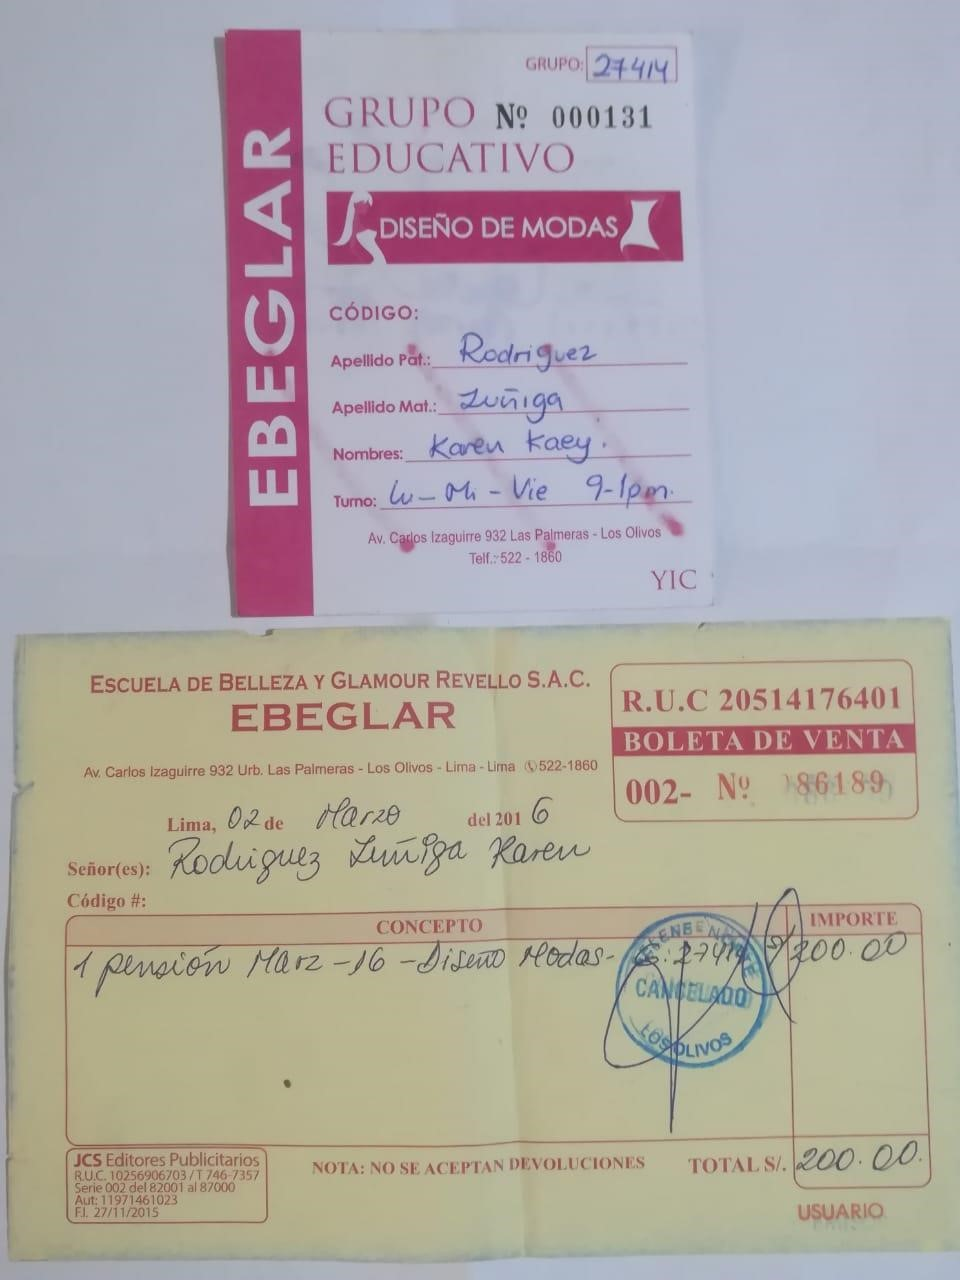 GRUPO: 27414
GRUPO Nº 000131
EDUCATIVO
EBEGLAR
DISEÑO DE MODAS
CÓDIGO:
Apellido Pat.: Rodriguez
Apellido Mat.: Zuñiga
Nombres: Karen Kaey.
Turno: Lu - Mi - Vie 9-1pm.
Av. Carlos Izaguirre 932 Las Palmeras - Los Olivos
Telf.: 522 - 1860
YIC
ESCUELA DE BELLEZA Y GLAMOUR REVELLO S.A.C.
EBEGLAR
Av. Carlos Izaguirre 932 Urb. Las Palmeras - Los Olivos - Lima - Lima 522-1860
R.U.C 20514176401
BOLETA DE VENTA
002- Nº 86189
Lima, 02 de Marzo del 2016
Señor(es): Rodriguez Zuñiga Karen
Código #:
CONCEPTO IMPORTE
1 pensión Marz -16 - Diseño Modas- 27414 S/200.00
CANCELADO
LOS OLIVOS
JCS Editores Publicitarios
R.U.C. 10256906703 / T 746-7357
Serie 002 del 82001 al 87000
Aut: 11971461023
F.I. 27/11/2015
NOTA: NO SE ACEPTAN DEVOLUCIONES
TOTAL S/. 200.00.
USUARIO